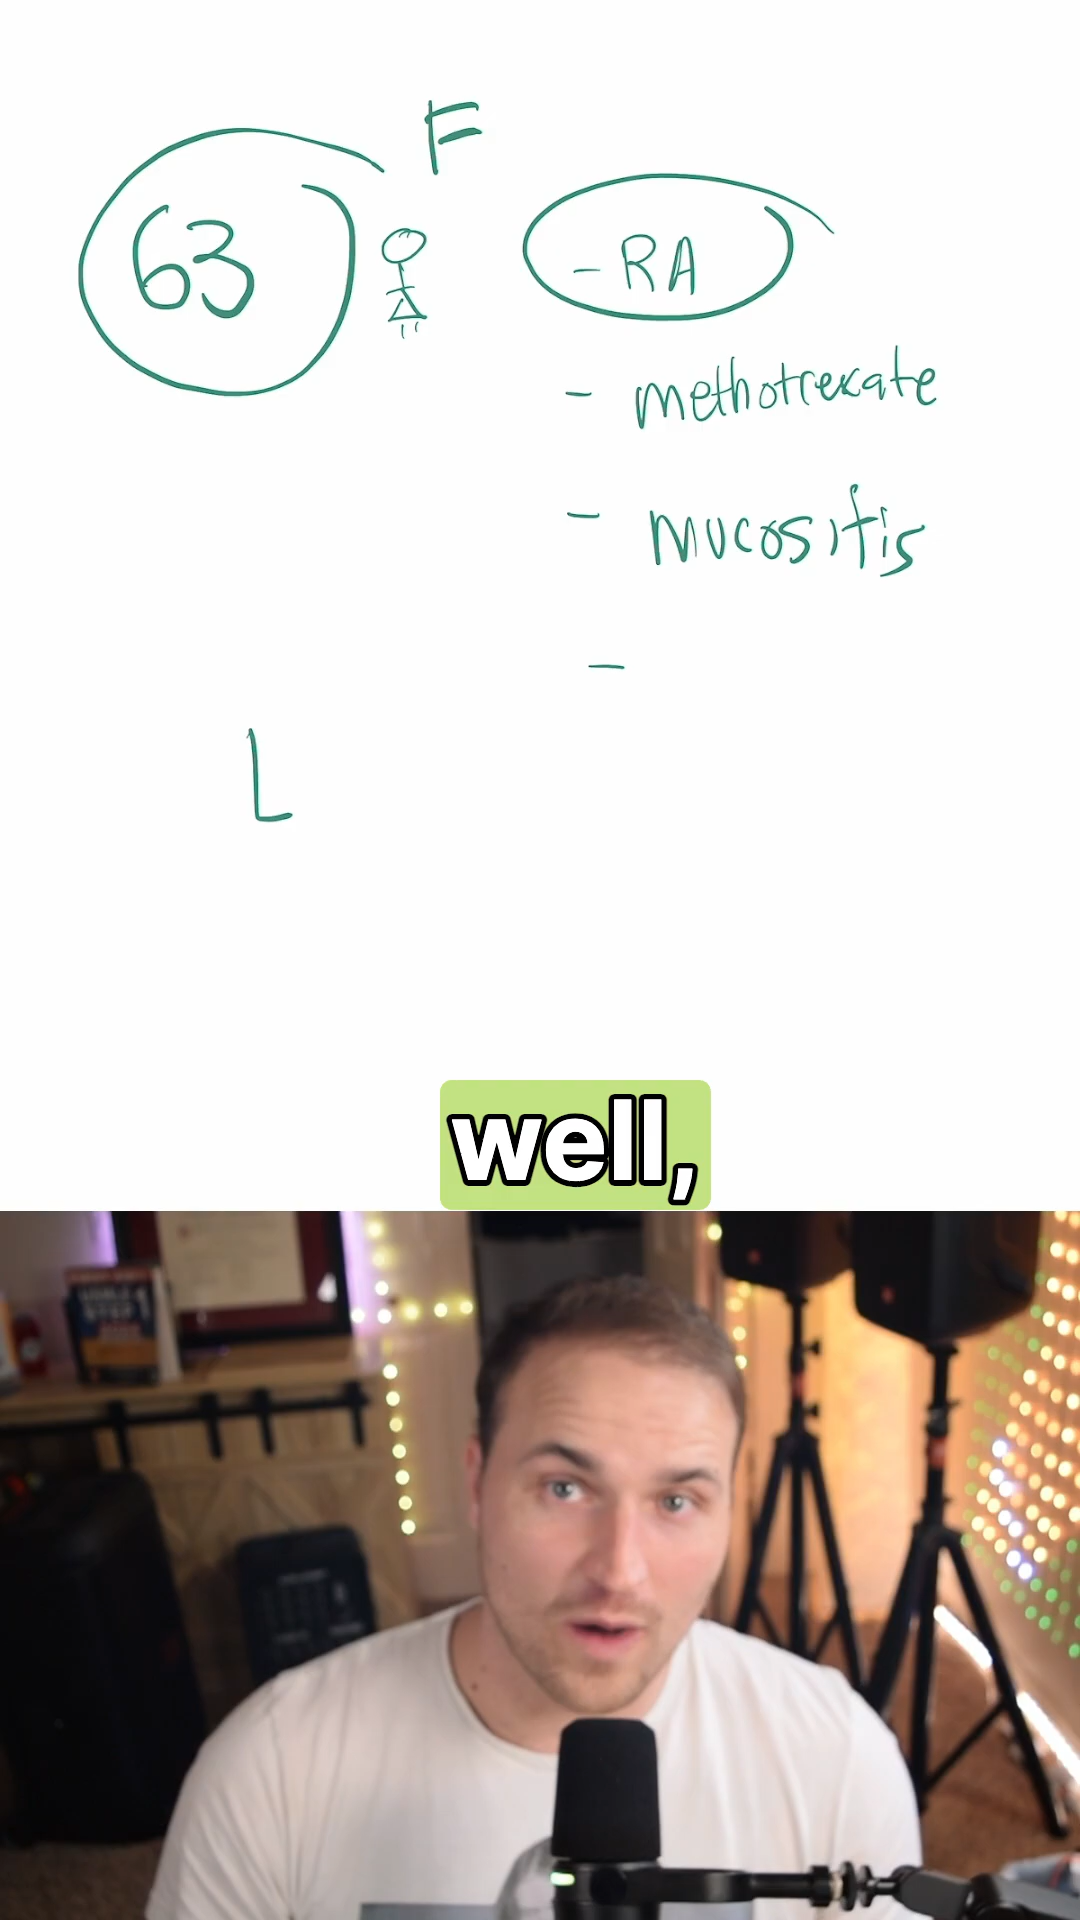 F
63
- RA
- methotrexate
- mucositis
-
L
well,